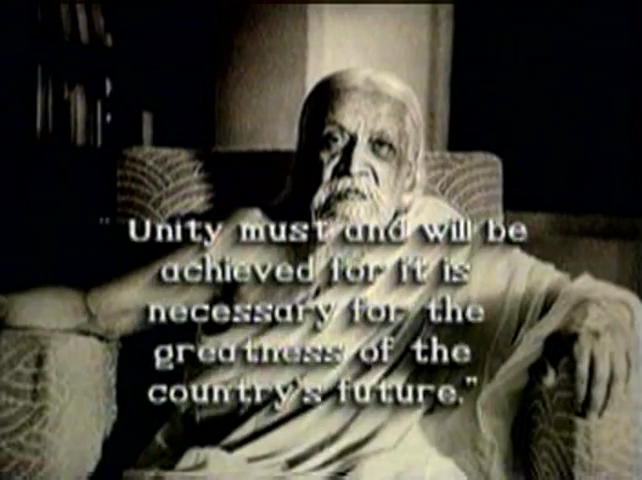 " Unity must and will be
achieved for it is
necessary for the
greatness of the
country's future."